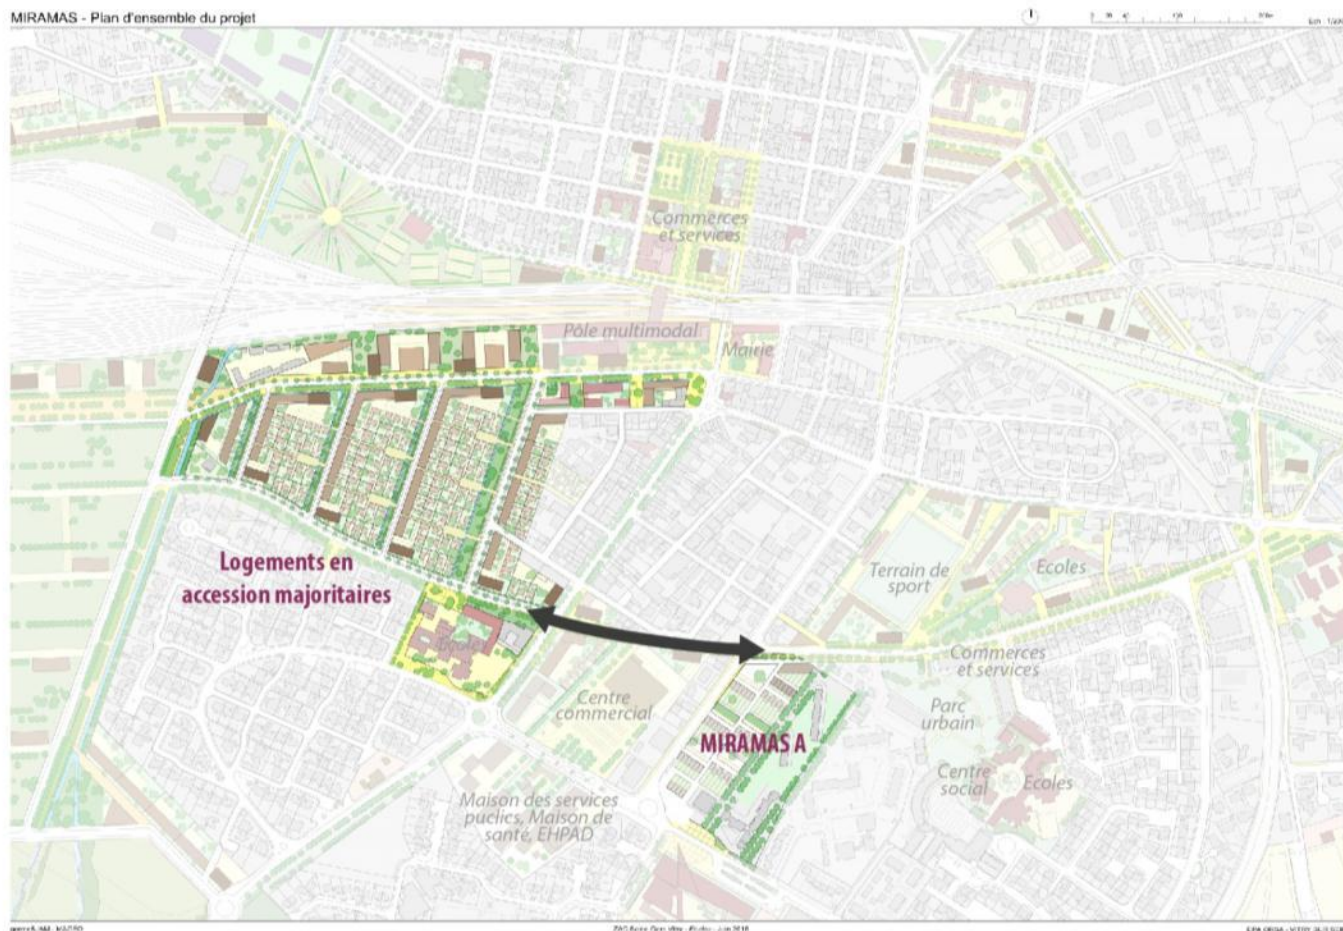 MIRAMAS - Plan d'ensemble du projet
Commerces
et services
Pôle multimodal
Mairie
Logements en
accession majoritaires
Terrain de
sport
Ecoles
Commerces
et services
Centre
commercial
Parc
urbain
MIRAMAS A
Centre
social
Ecoles
Maison des services
puclics, Maison de
santé, EHPAD